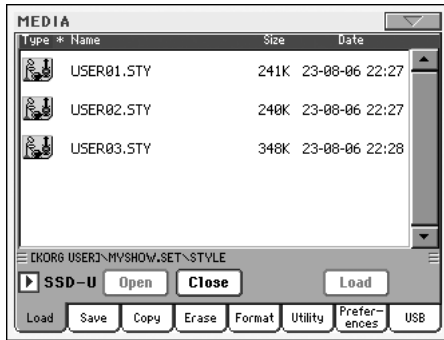 MEDIA
Type * Name Size Date
USER01.STY 241K 23-08-06 22:27
USER02.STY 240K 23-08-06 22:27
USER03.STY 348K 23-08-06 22:28
[KORG USER]\MYSHOW.SET\STYLE
SSD-U Open Close Load
Load Save Copy Erase Format Utility Prefer-ences USB